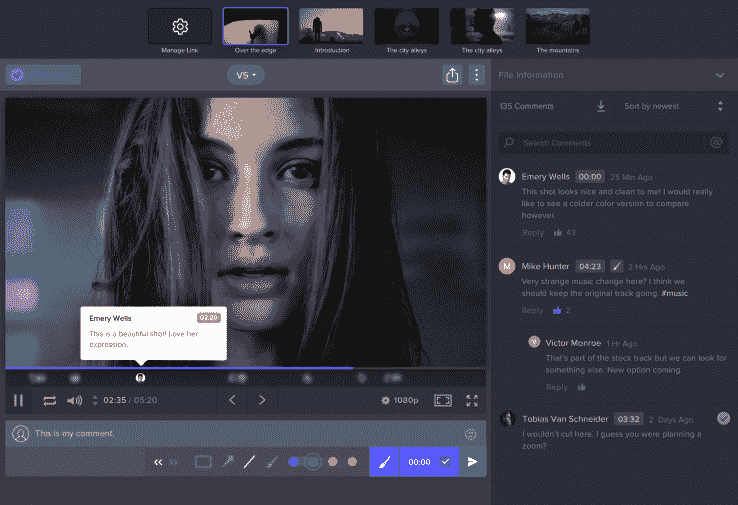 Manage Link
Over the edge
Introduction
The city alleys
The city alleys
The mountains
V5
File Information
135 Comments
Sort by newest
Search Comments
Emery Wells 00:00 25 Min Ago
This shot looks nice and clean to me! I would really
like to see a colder color version to compare
however.
Reply 43
M Mike Hunter 04:23 2 Hrs Ago
Very strange music change here? I think we
should keep the original track going. #music
Reply 2
Victor Monroe 1 Hr Ago
That's part of the stock track but we can look for
something else. New option coming.
Reply
Tobias Van Schneider 03:32 2 Days Ago
I wouldn't cut here. I guess you were planning a
zoom?
Emery Wells 02:20
This is a beautiful shot! Love her
expression.
02:35 / 05:20
1080p
This is my comment.
00:00